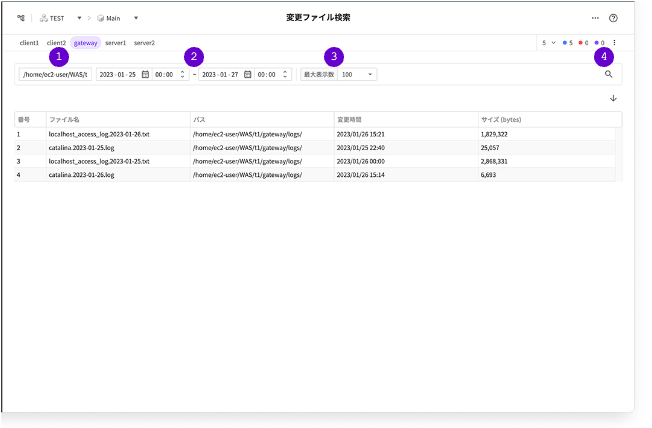 TEST ▾ > Main ▾
変更ファイル検索
client1 client2 gateway server1 server2
5 5 0 0
1 2 3 4
/home/ec2-user/WAS/t 2023-01-25 00:00 ~ 2023-01-27 00:00 最大表示数 100
番号 ファイル名 パス 変更時間 サイズ (bytes)
1 localhost_access_log.2023-01-26.txt /home/ec2-user/WAS/t1/gateway/logs/ 2023/01/26 15:21 1,829,322
2 catalina.2023-01-25.log /home/ec2-user/WAS/t1/gateway/logs/ 2023/01/25 22:40 25,057
3 localhost_access_log.2023-01-25.txt /home/ec2-user/WAS/t1/gateway/logs/ 2023/01/26 00:00 2,868,331
4 catalina.2023-01-26.log /home/ec2-user/WAS/t1/gateway/logs/ 2023/01/26 15:14 6,693